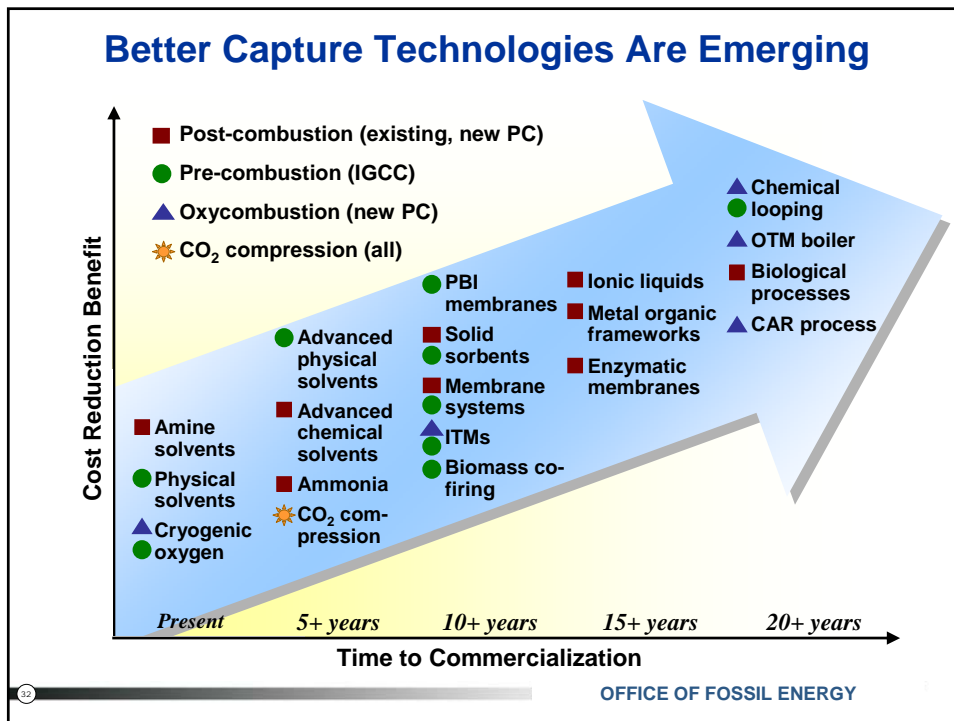 Better Capture Technologies Are Emerging
Post-combustion (existing, new PC)
Pre-combustion (IGCC)
Oxycombustion (new PC)
CO₂ compression (all)
Cost Reduction Benefit
Amine
solvents
Physical
solvents
Cryogenic
oxygen
Advanced
physical
solvents
Advanced
chemical
solvents
Ammonia
CO₂ com-
pression
PBI
membranes
Solid
sorbents
Membrane
systems
ITMs
Biomass co-
firing
Ionic liquids
Metal organic
frameworks
Enzymatic
membranes
Chemical
looping
OTM boiler
Biological
processes
CAR process
Present
5+ years
10+ years
15+ years
20+ years
Time to Commercialization
32
OFFICE OF FOSSIL ENERGY